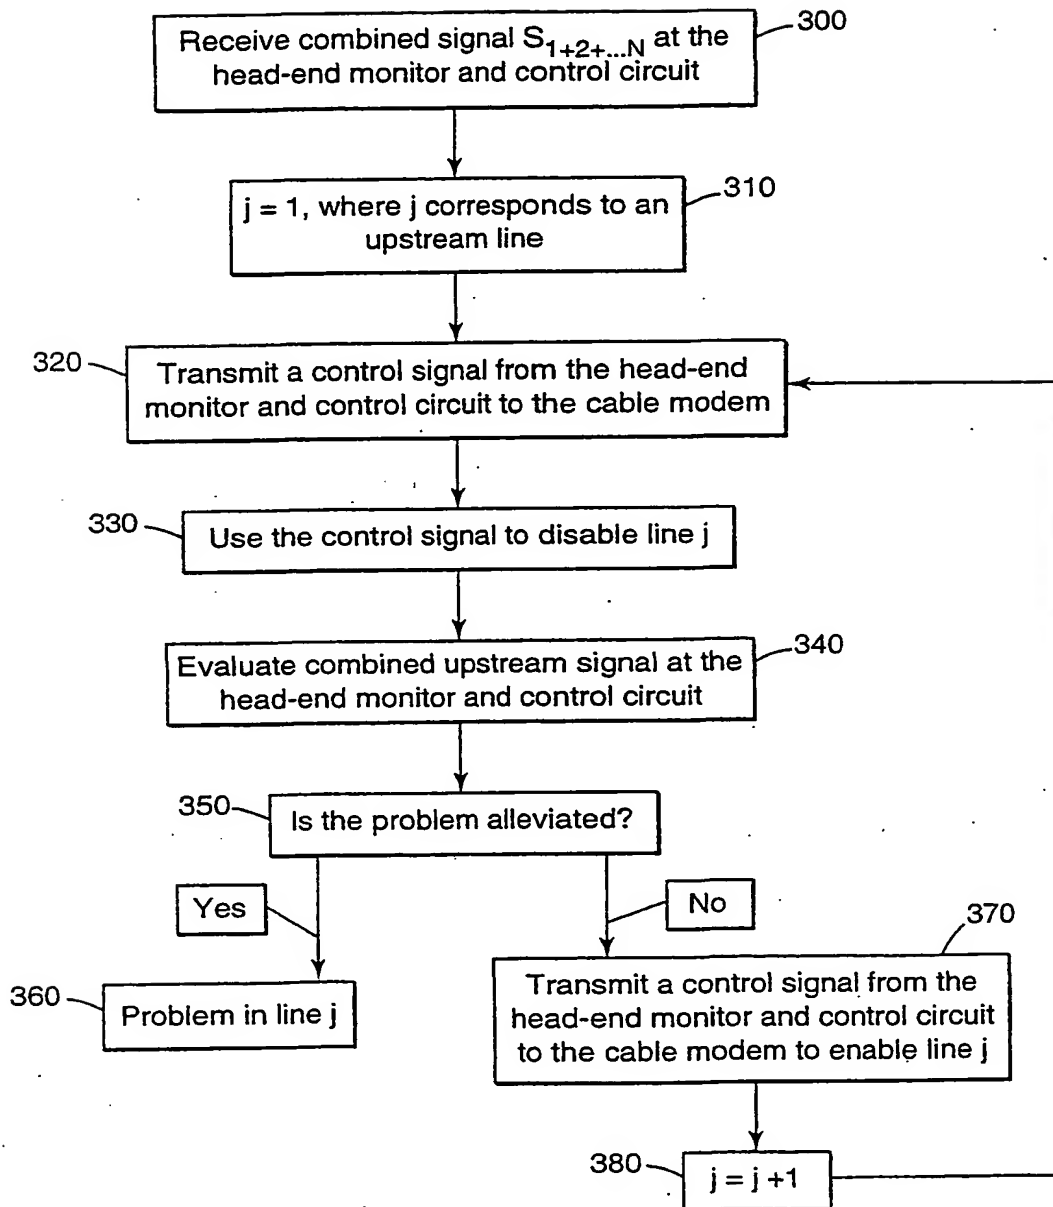 300
Receive combined signal S1+2+...N at the
head-end monitor and control circuit
310
j = 1, where j corresponds to an
upstream line
320
Transmit a control signal from the head-end
monitor and control circuit to the cable modem
330
Use the control signal to disable line j
340
Evaluate combined upstream signal at the
head-end monitor and control circuit
350
Is the problem alleviated?
Yes
No
360
Problem in line j
370
Transmit a control signal from the
head-end monitor and control circuit
to the cable modem to enable line j
380
j = j +1